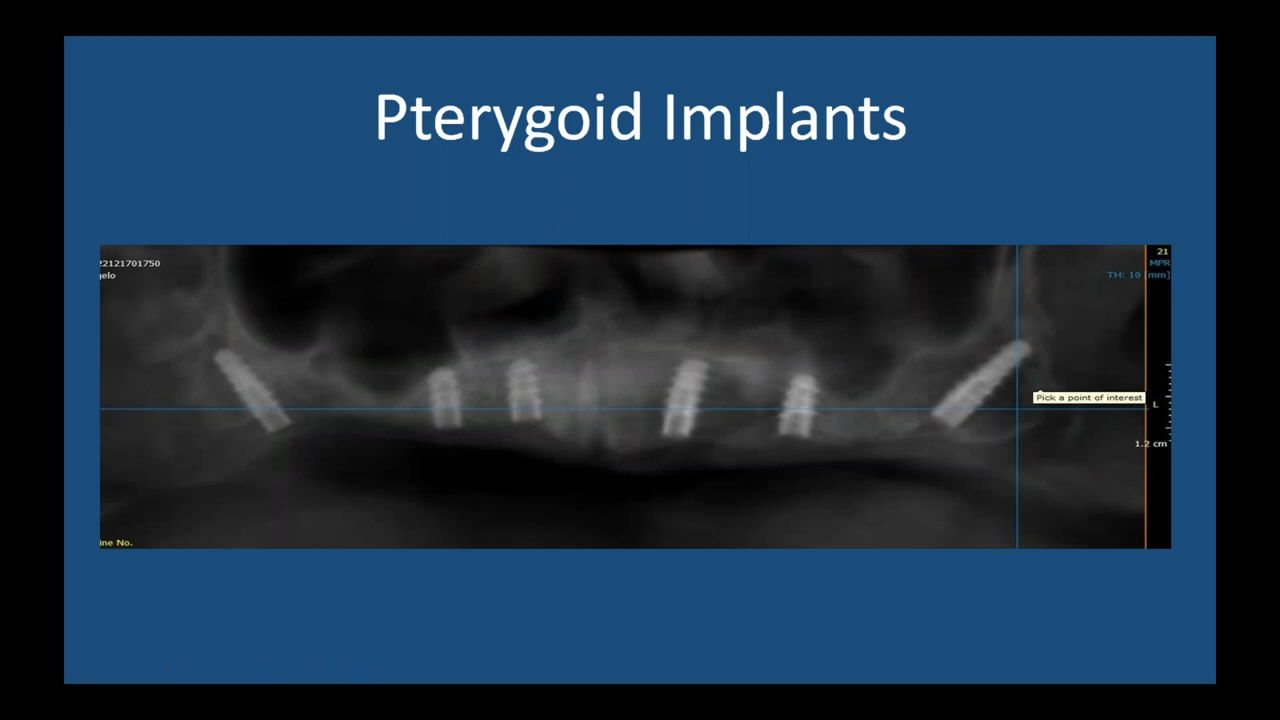 Pterygoid Implants
22121701750
gelo
21
MPR
TH: 10 [mm]
Pick a point of interest
L
1.2 cm
ine No.